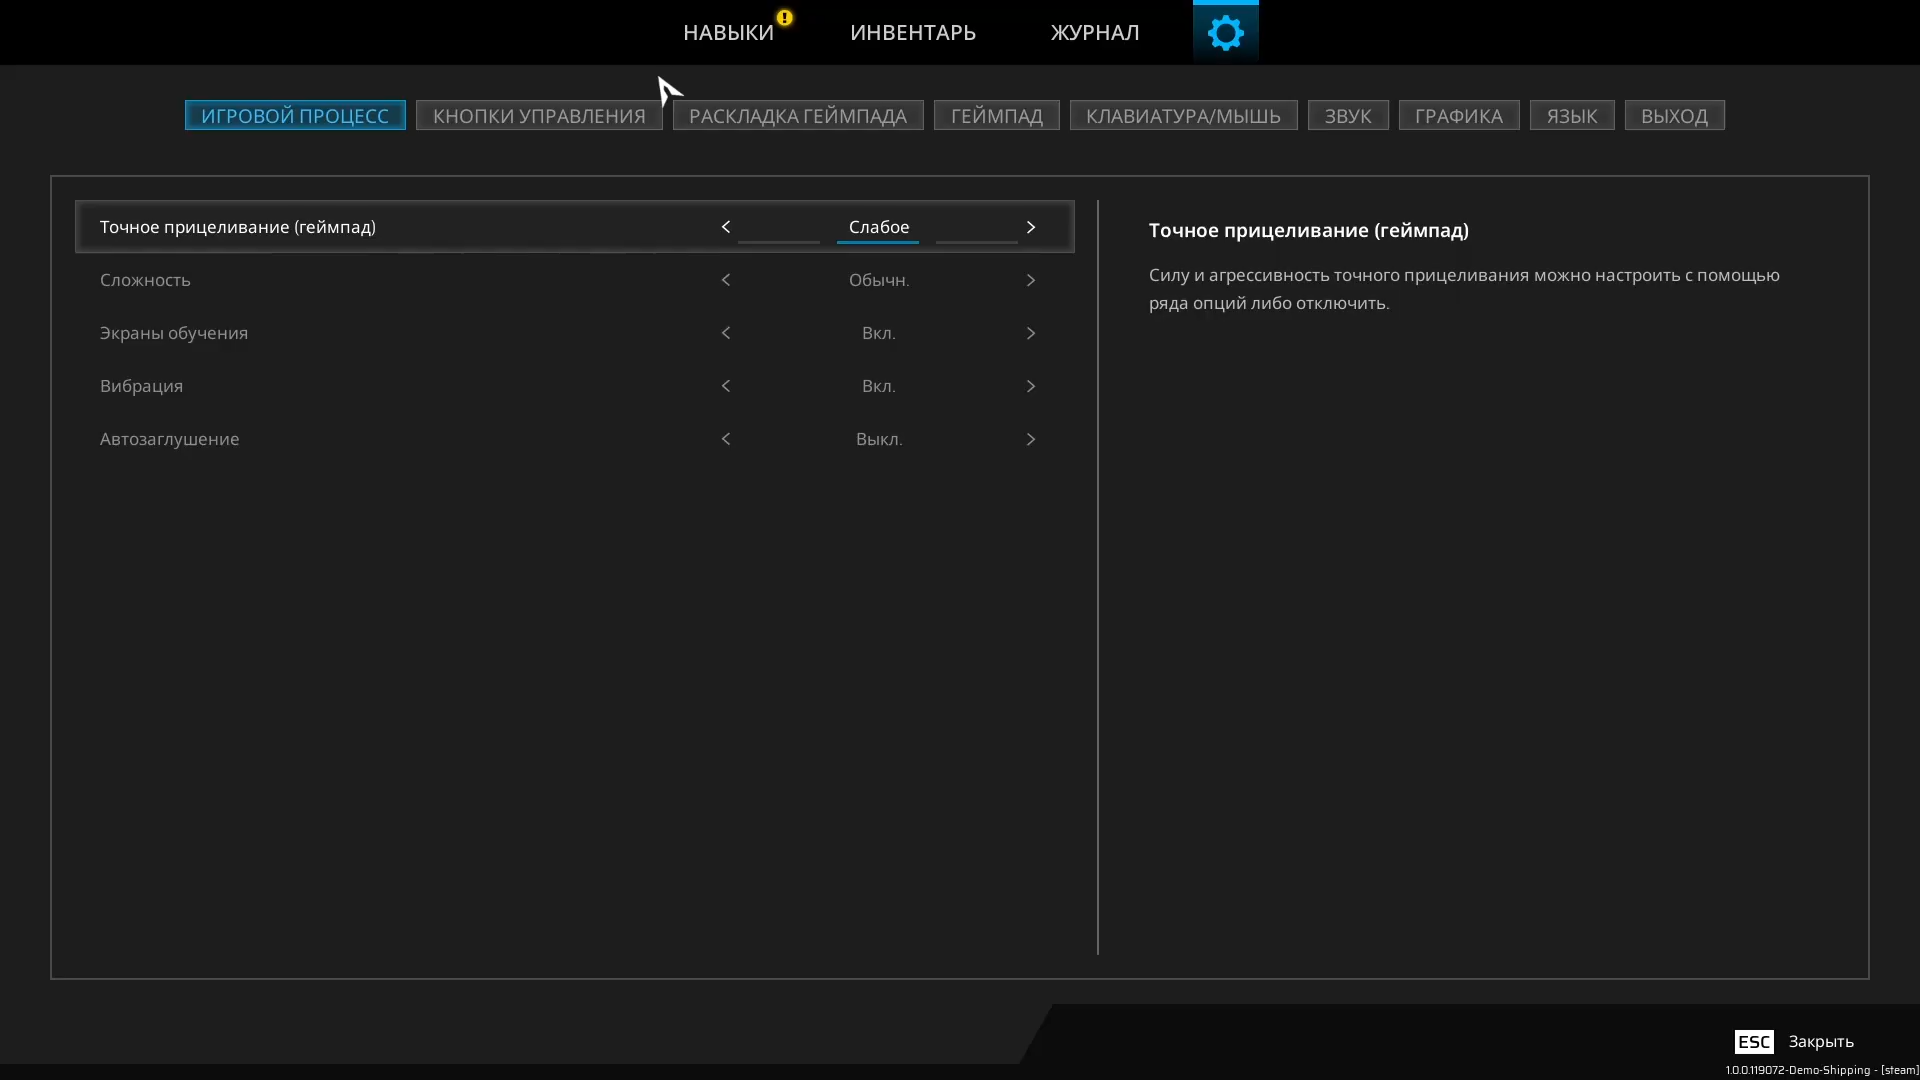 НАВЫКИ ИНВЕНТАРЬ ЖУРНАЛ
ИГРОВОЙ ПРОЦЕСС КНОПКИ УПРАВЛЕНИЯ РАСКЛАДКА ГЕЙМПАДА ГЕЙМПАД КЛАВИАТУРА/МЫШЬ ЗВУК ГРАФИКА ЯЗЫК ВЫХОД
Точное прицеливание (геймпад) < Слабое >
Сложность < Обычн. >
Экраны обучения < Вкл. >
Вибрация < Вкл. >
Автозаглушение < Выкл. >
Точное прицеливание (геймпад)
Силу и агрессивность точного прицеливания можно настроить с помощью
ряда опций либо отключить.
ESC Закрыть
1.0.0.119072-Demo-Shipping - [steam]